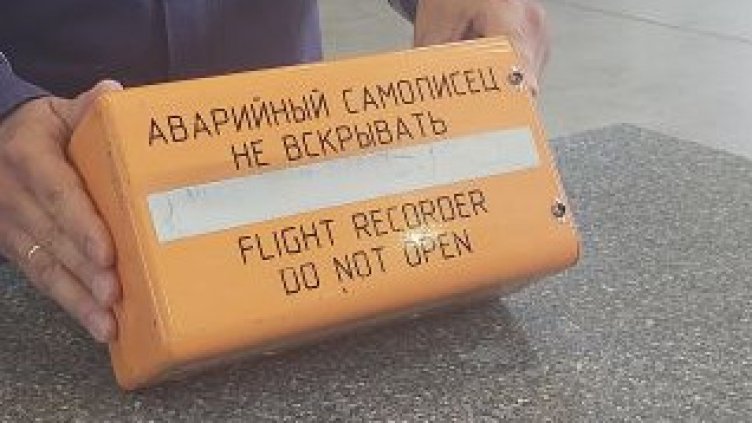 АВАРИЙНЫЙ САМОПИСЕЦ
НЕ ВСКРЫВАТЬ
FLIGHT RECORDER
DO NOT OPEN